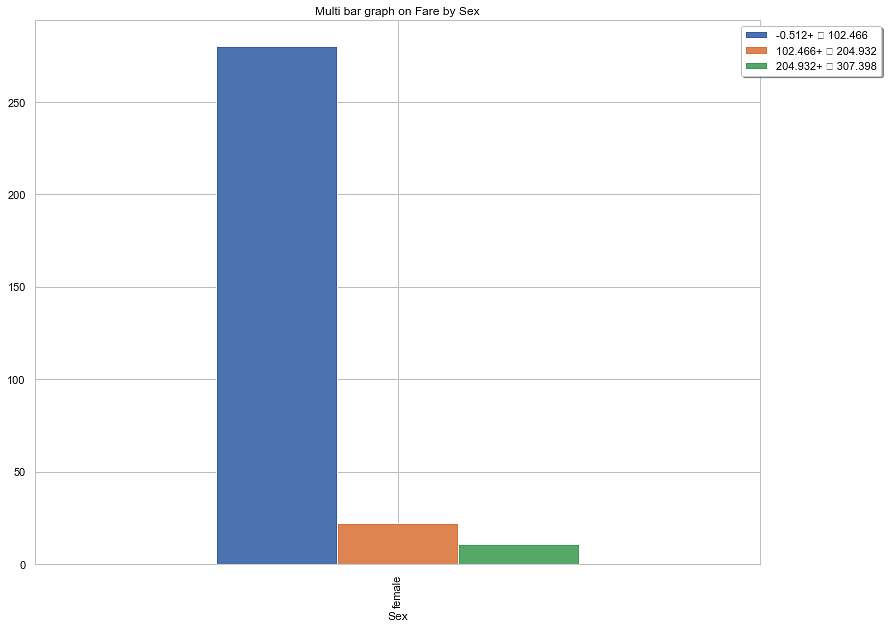 Multi bar graph on Fare by Sex
-0.512+ 􏿮 102.466
102.466+ 􏿮 204.932
204.932+ 􏿮 307.398
250
200
150
100
50
0
female
Sex